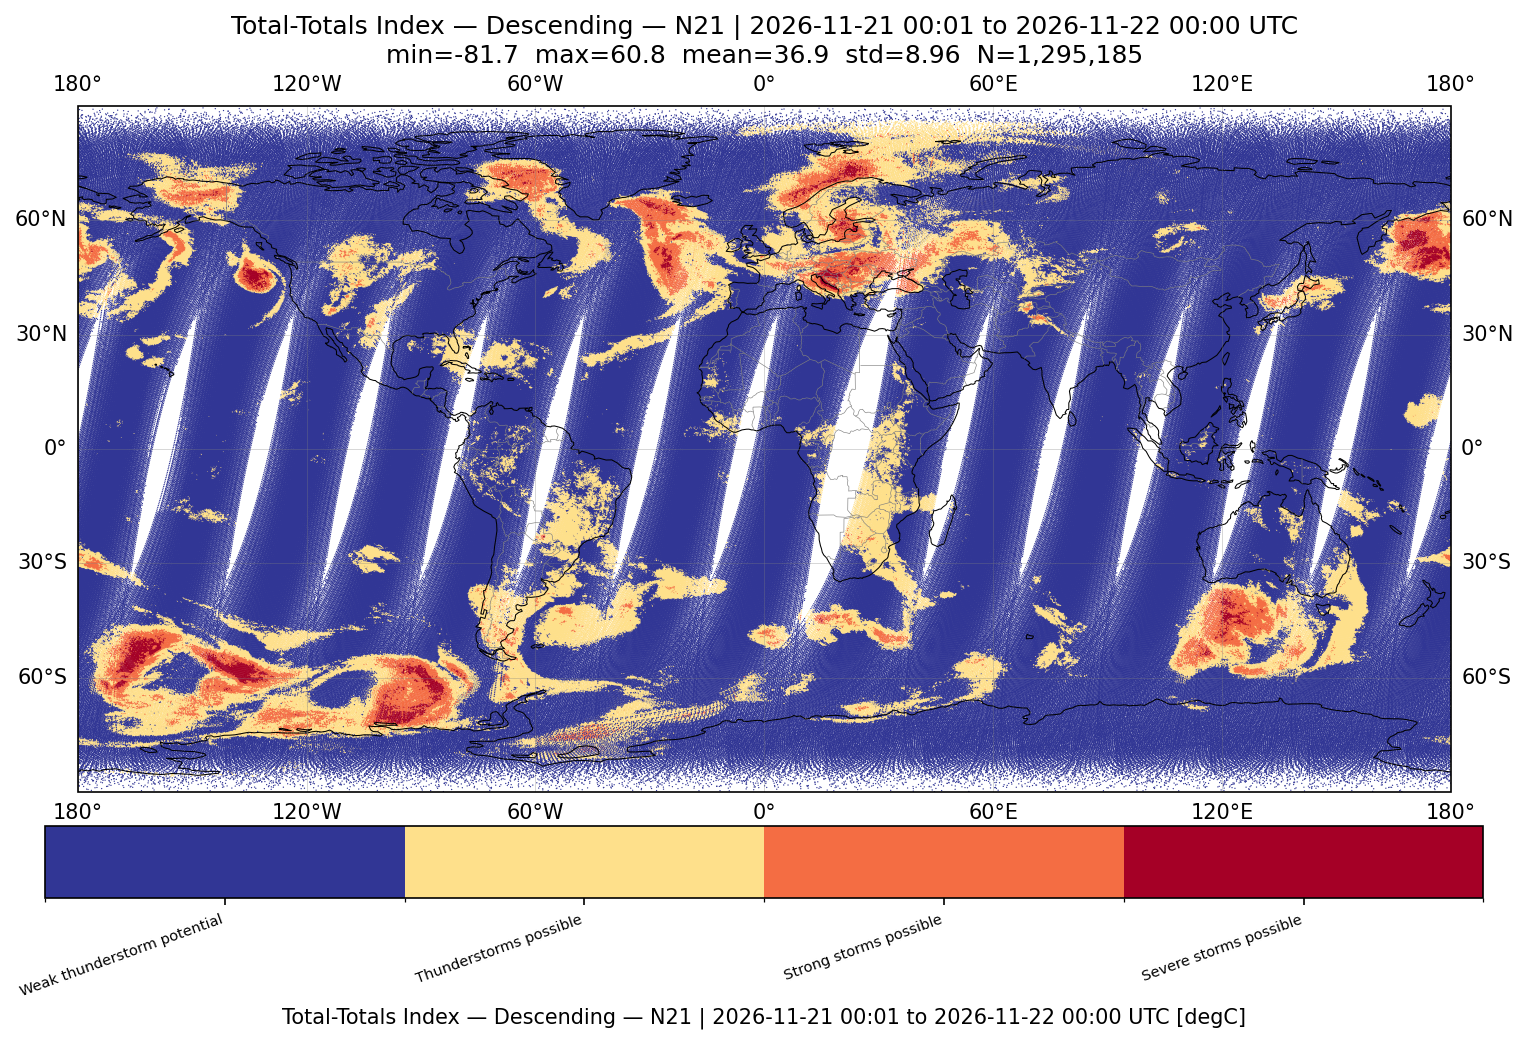 Total-Totals Index — Descending — N21 | 2026-11-21 00:01 to 2026-11-22 00:00 UTC
min=-81.7 max=60.8 mean=36.9 std=8.96 N=1,295,185
180° 120°W 60°W 0° 60°E 120°E 180°
60°N 60°N
30°N 30°N
0° 0°
30°S 30°S
60°S 60°S
180° 120°W 60°W 0° 60°E 120°E 180°
Weak thunderstorm potential Thunderstorms possible Strong storms possible Severe storms possible
Total-Totals Index — Descending — N21 | 2026-11-21 00:01 to 2026-11-22 00:00 UTC [degC]